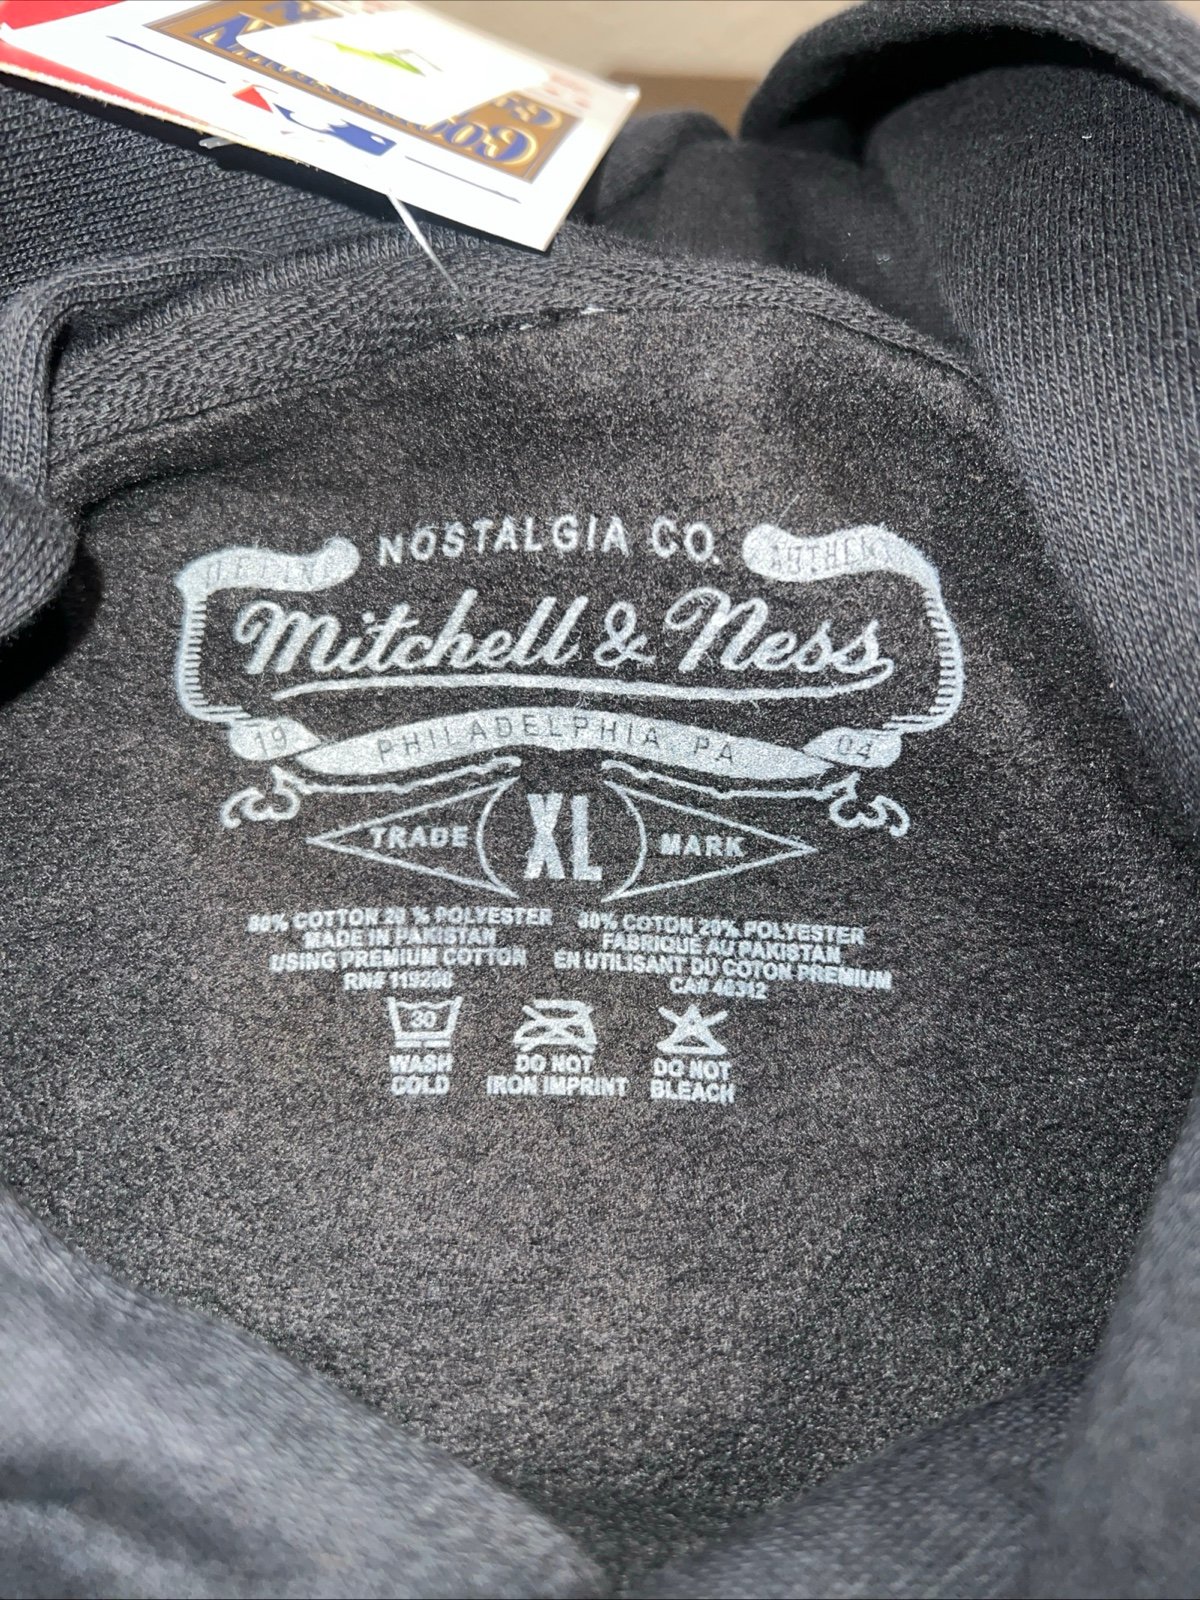 NOSTALGIA CO.
Mitchell & Ness
19 PHILADELPHIA, PA 04
TRADE XL MARK
80% COTTON 20 % POLYESTER
MADE IN PAKISTAN
USING PREMIUM COTTON
80% COTON 20% POLYESTER
FABRIQUE AU PAKISTAN
EN UTILISANT DU COTON PREMIUM
CA# 46312
30
WASH
COLD
DO NOT
IRON IMPRINT
DO NOT
BLEACH